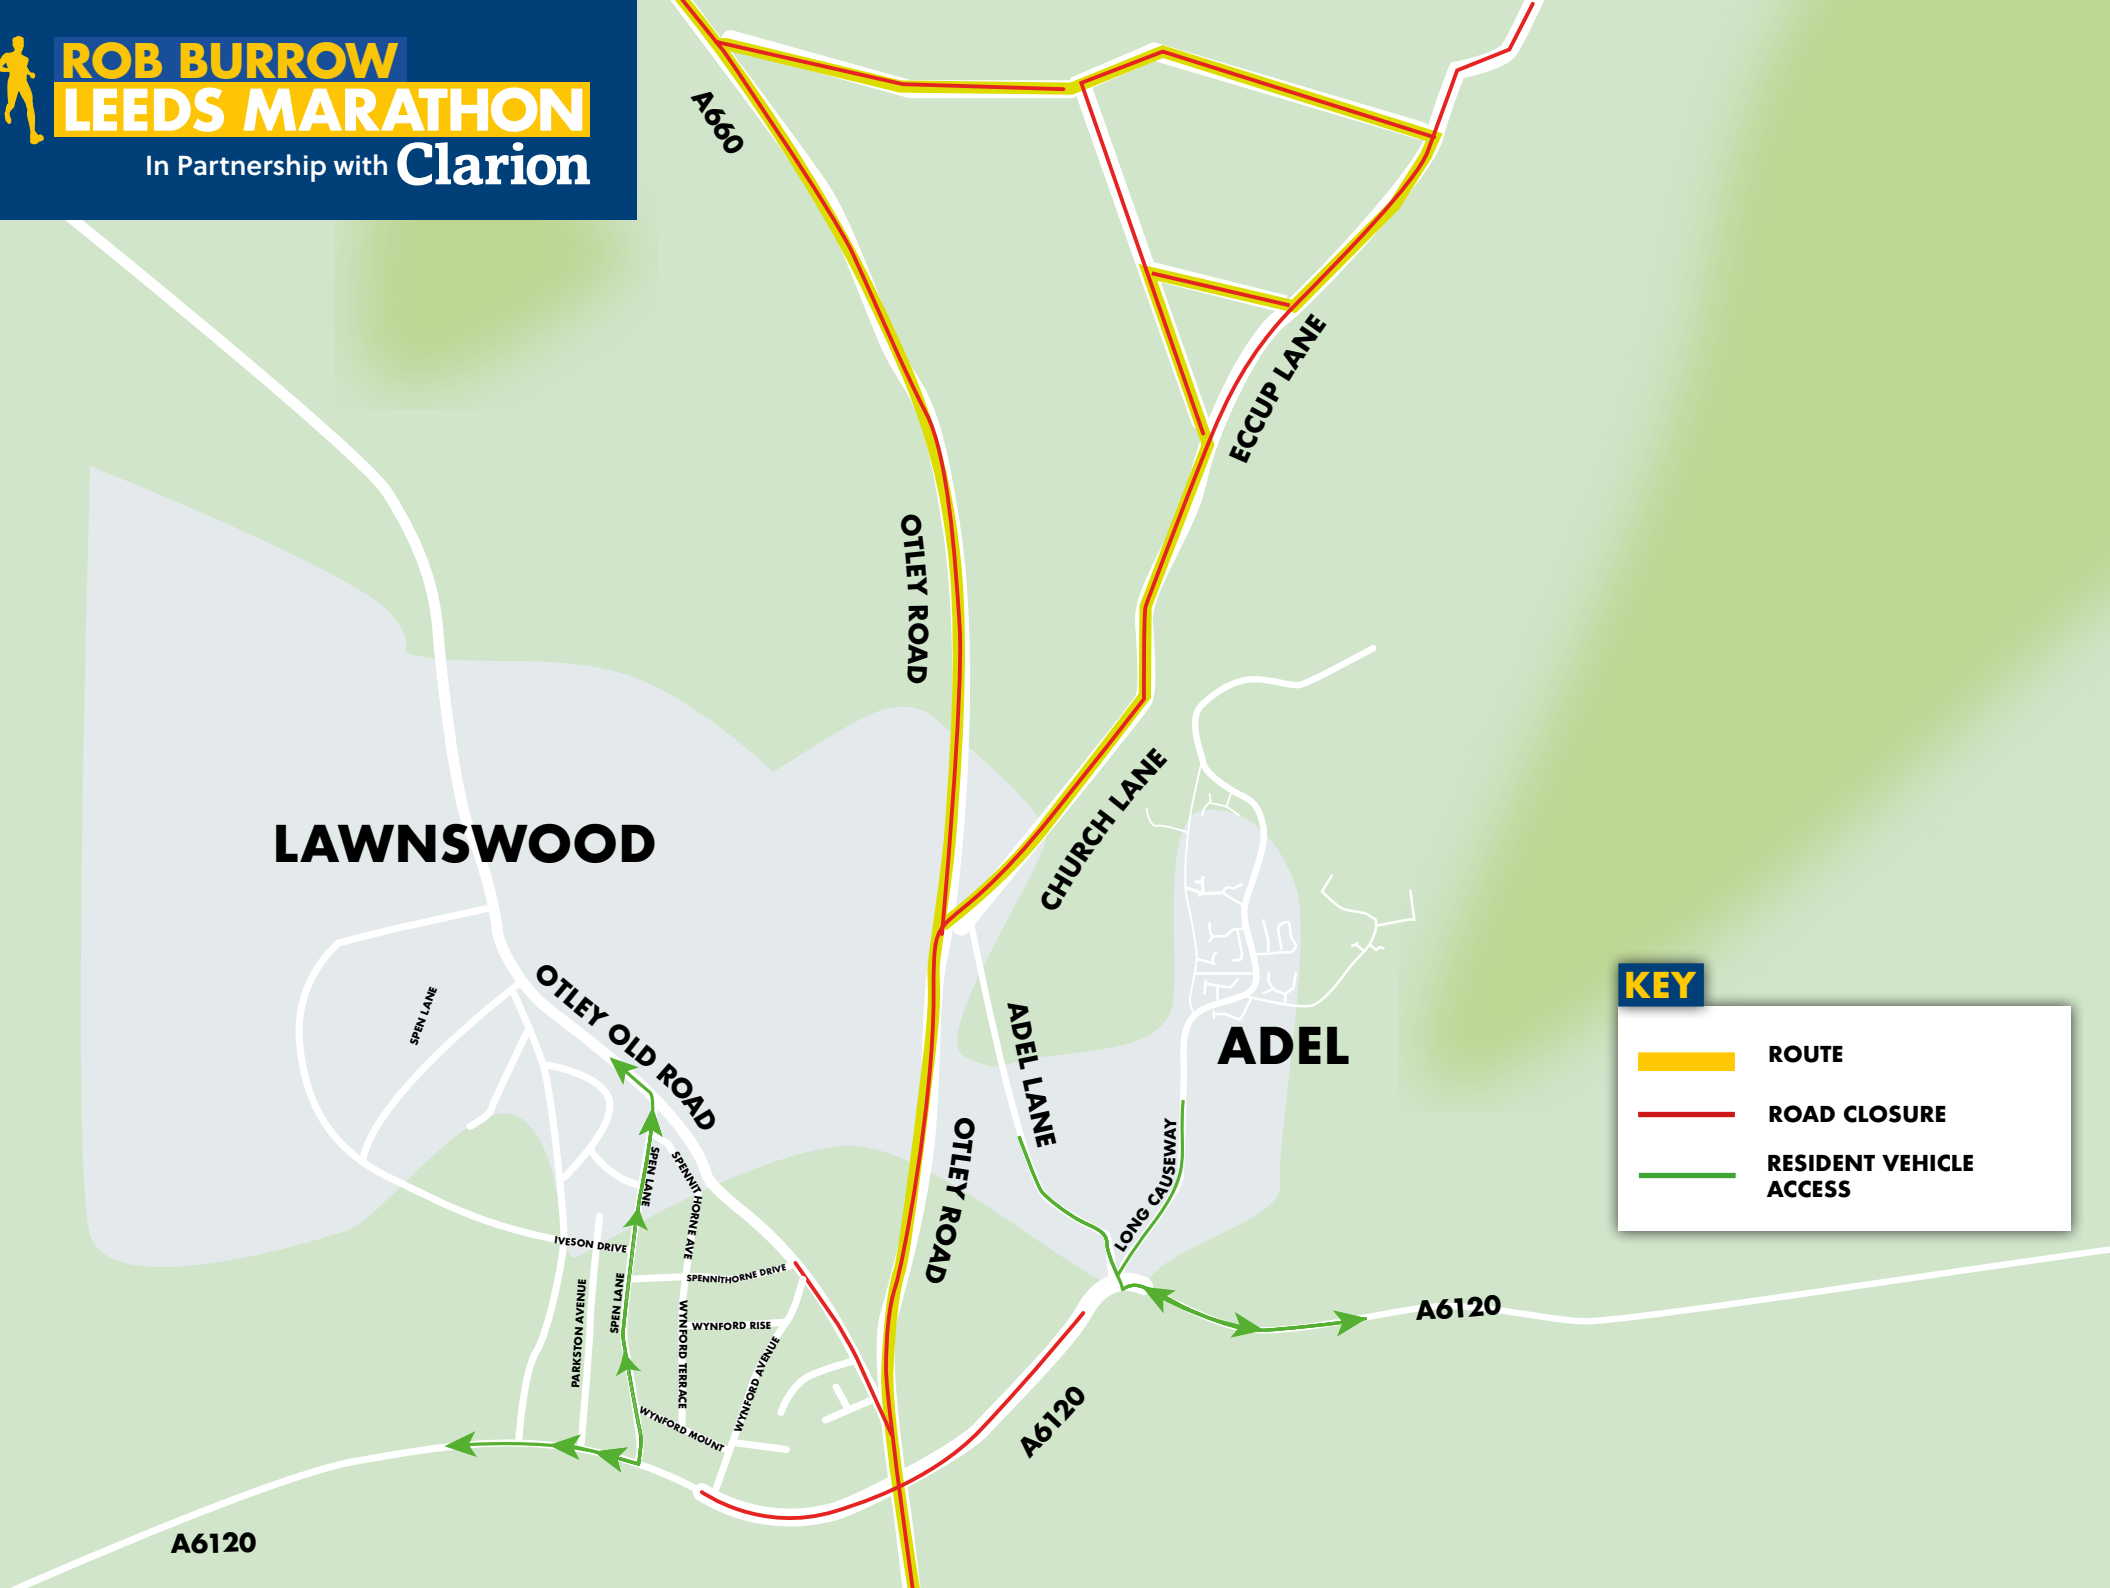 ROB BURROW
LEEDS MARATHON
In Partnership with Clarion
A660
ECCUP LANE
OTLEY ROAD
CHURCH LANE
LAWNSWOOD
OTLEY OLD ROAD
SPEN LANE
ADEL LANE
ADEL
KEY
ROUTE
ROAD CLOSURE
RESIDENT VEHICLE
ACCESS
OTLEY ROAD
LONG CAUSEWAY
SPEN LANE
SPENNIT HORNE AVE
IVESON DRIVE
SPENNITHORNE DRIVE
PARKSTON AVENUE
SPEN LANE
WYNFORD TERRACE
WYNFORD RISE
WYNFORD AVENUE
WYNFORD MOUNT
A6120
A6120
A6120